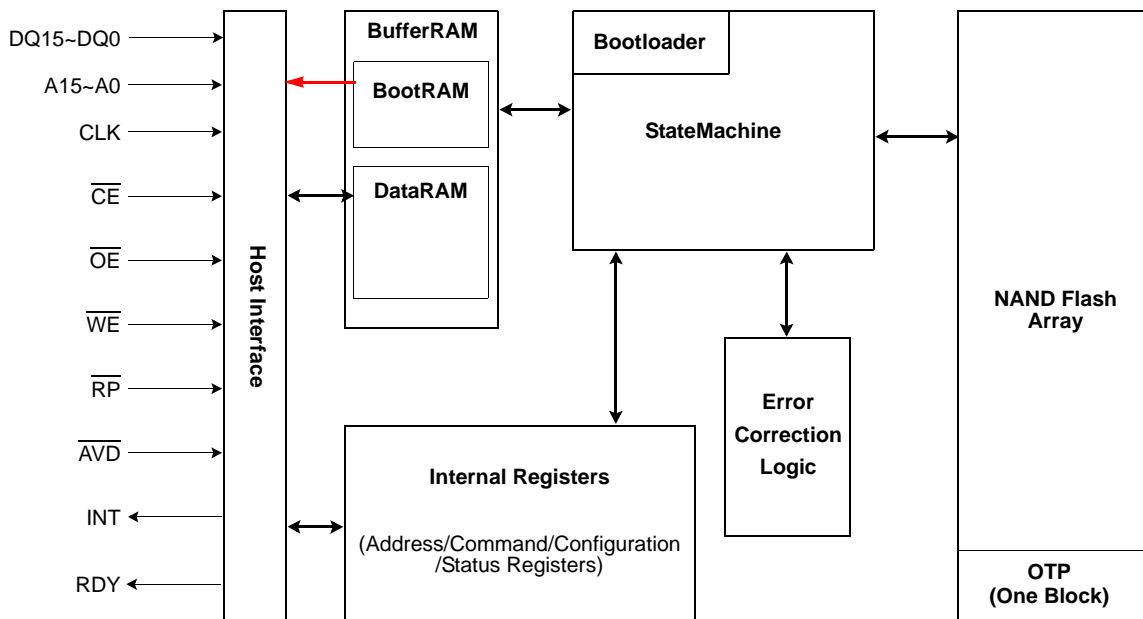 DQ15~DQ0
A15~A0
CLK
CE
OE
WE
RP
AVD
INT
RDY
Host Interface
BufferRAM
BootRAM
DataRAM
Bootloader
StateMachine
Error
Correction
Logic
Internal Registers
(Address/Command/Configuration
/Status Registers)
NAND Flash
Array
OTP
(One Block)